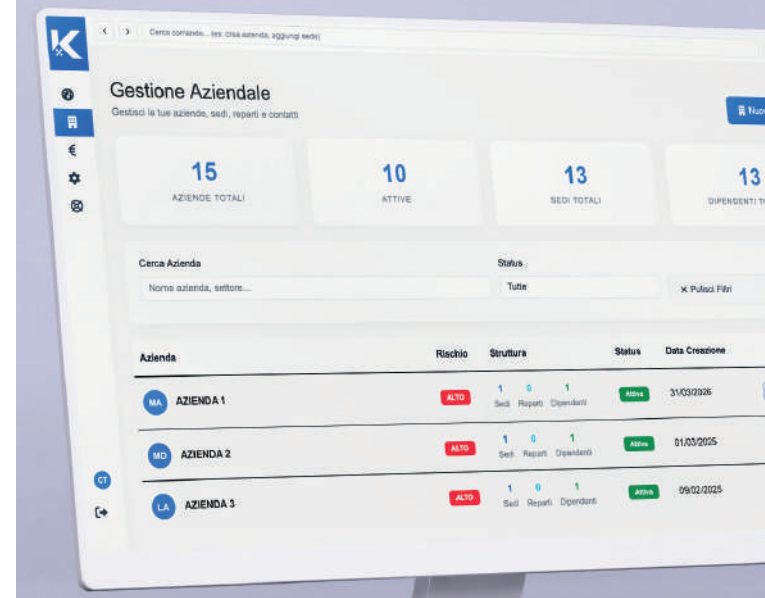 K
Cerca comando... (es: crea azienda, aggiungi sede)
Gestione Aziendale
Gestisci le tue aziende, sedi, reparti e contatti
15
AZIENDE TOTALI
10
ATTIVE
13
SEDI TOTALI
13
DIPENDENTI
Cerca Azienda
Nome azienda, settore...
Status
Tutte
× Pulisci Filtri
Azienda Rischio Struttura Status Data Creazione
MA AZIENDA 1 ALTO 1 0 1 Attiva 31/03/2026
Sedi Reparti Dipendenti
MD AZIENDA 2 ALTO 1 0 1 Attiva 01/03/2025
Sedi Reparti Dipendenti
LA AZIENDA 3 ALTO 1 0 1 Attiva 09/02/2025
Sedi Reparti Dipendenti
CT